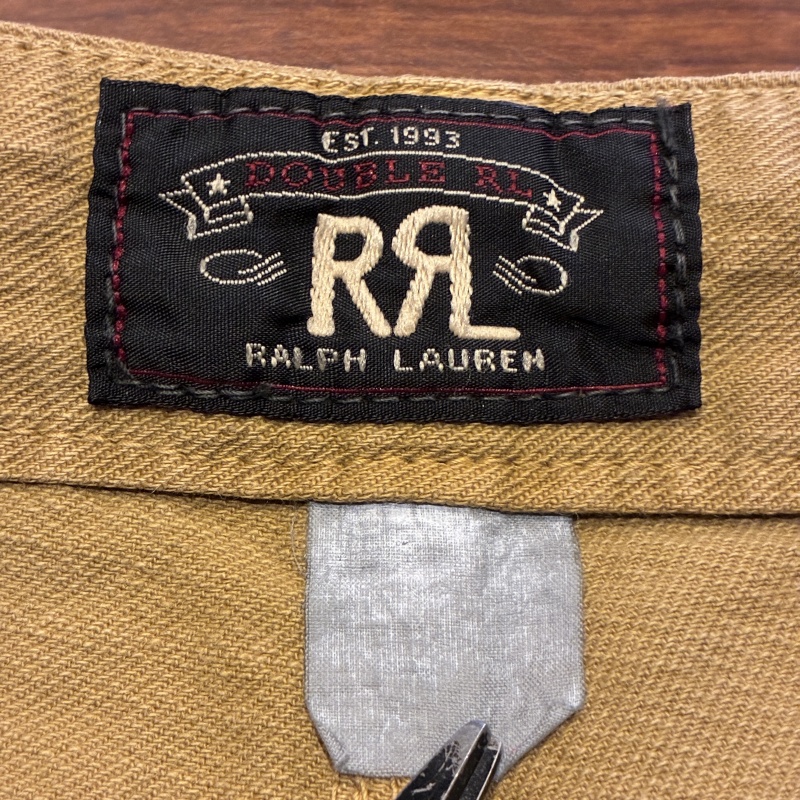 EST. 1993
DOUBLE RL
RRL
RALPH LAUREN